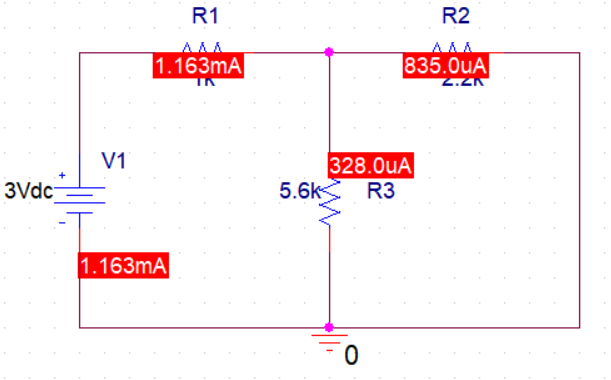 R1
R2
1.163mA
1k
835.0uA
2.2k
V1
+
3Vdc
-
328.0uA
5.6k
R3
1.163mA
0